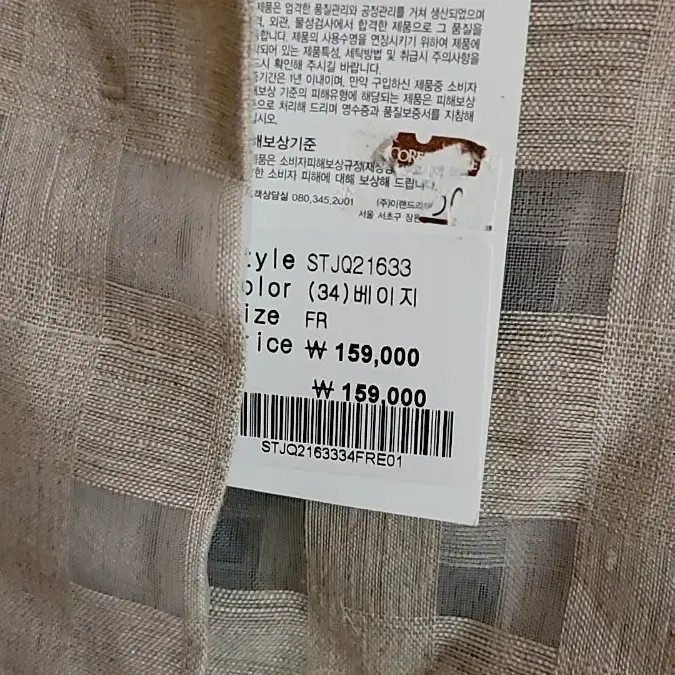 제품은 엄격한 품질관리와 공정관리를 거쳐 생산되었으며
외관, 물성검사에서 합격한 제품으로 그 품질을
합니다. 제품의 사용수명을 연장시키기 위하여 제품에
되어 있는 제품특성, 세탁방법 및 취급시 주의사항을
시 확인해 주시길 바랍니다.
기간은 1년 이내이며, 만약 구입하신 제품중 소비자
보상 기준의 피해유형에 해당되는 제품은 피해보상
으로 처리해 드리며 영수증과 품질보증서를 지참해
시오.
해보상기준
품은 소비자피해보상규정(재
한 소비자 피해에 대해 보상해 드립니다.
객상담실 080.345.2001 (주)이랜드리
서울 서초구 잠원
tyle STJQ21633
olor (34)베이지
ize FR
rice ₩ 159,000
₩ 159,000
STJQ2163334FRE01